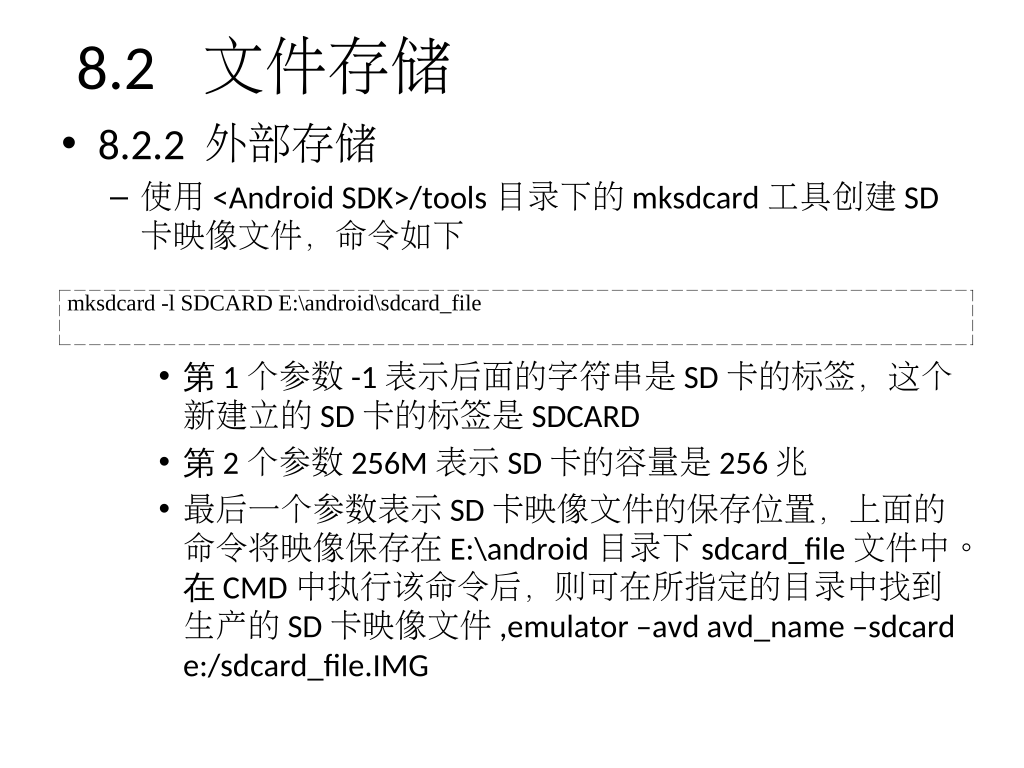 8.2 文件存储
• 8.2.2 外部存储
– 使用 <Android SDK>/tools 目录下的 mksdcard 工具创建 SD
卡映像文件，命令如下
mksdcard -l SDCARD E:\android\sdcard_file
• 第 1 个参数 -1 表示后面的字符串是 SD 卡的标签，这个
新建立的 SD 卡的标签是 SDCARD
• 第 2 个参数 256M 表示 SD 卡的容量是 256 兆
• 最后一个参数表示 SD 卡映像文件的保存位置，上面的
命令将映像保存在 E:\android 目录下 sdcard_file 文件中。
在 CMD 中执行该命令后，则可在所指定的目录中找到
生产的 SD 卡映像文件 ,emulator –avd avd_name –sdcard
e:/sdcard_file.IMG